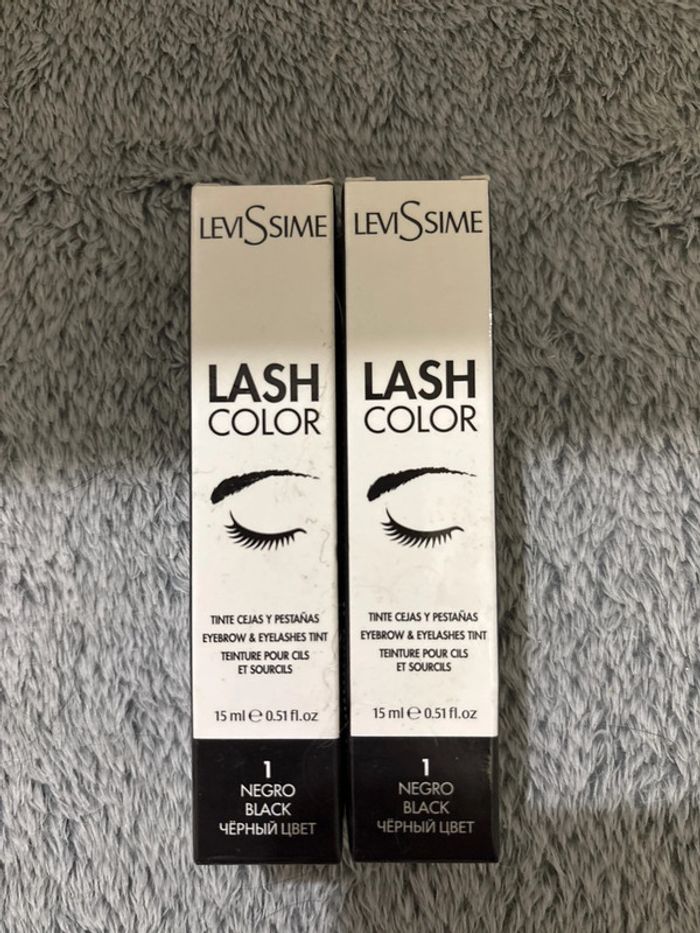 LEVISSIME
LASH
COLOR
TINTE CEJAS Y PESTAÑAS
EYEBROW & EYELASHES TINT
TEINTURE POUR CILS
ET SOURCILS
15 ml ℮ 0.51 fl.oz
1
NEGRO
BLACK
ЧЁРНЫЙ ЦВЕТ
LEVISSIME
LASH
COLOR
TINTE CEJAS Y PESTAÑAS
EYEBROW & EYELASHES TINT
TEINTURE POUR CILS
ET SOURCILS
15 ml ℮ 0.51 fl.oz
1
NEGRO
BLACK
ЧЁРНЫЙ ЦВЕТ